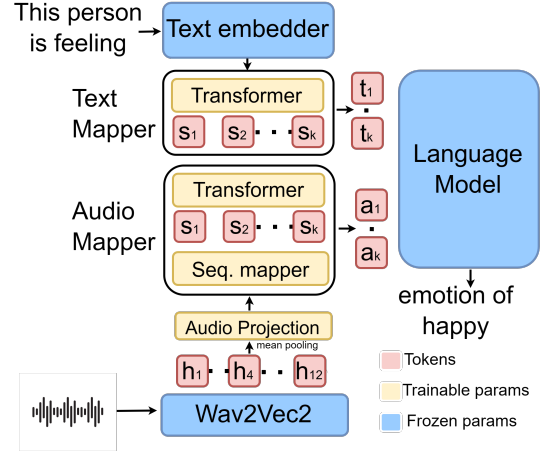 This person
is feeling
Text embedder
Text
Mapper
Transformer
s1 s2 sk
t1
tk
Language
Model
Audio
Mapper
Transformer
s1 s2 sk
Seq. mapper
a1
ak
Audio Projection
mean pooling
h1 h4 h12
Wav2Vec2
emotion of
happy
Tokens
Trainable params
Frozen params